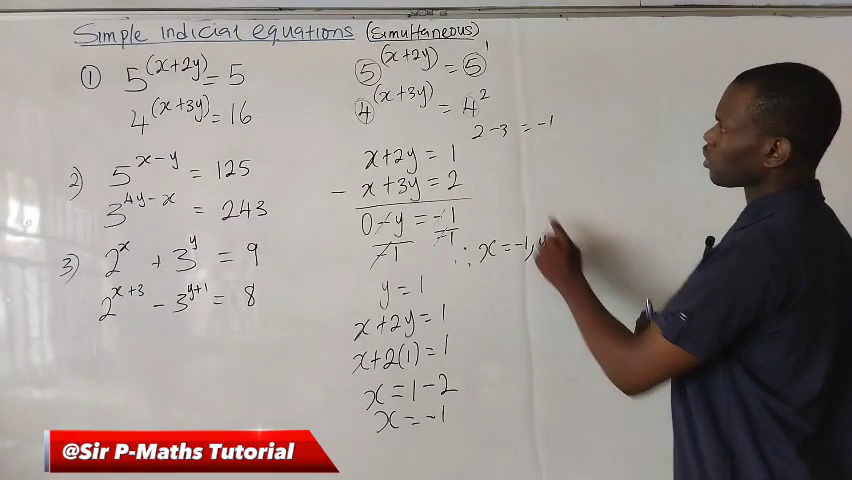 Simple indicial equations (Simultaneous)
① 5^(x+2y) = 5
4^(x+3y) = 16
2) 5^x-y = 125
3^4y-x = 243
3) 2^x + 3^y = 9
2^x+3 - 3^y+1 = 8
5^(x+2y) = 5^1
4^(x+3y) = 4^2
2-3 = -1
x+2y = 1
- x+3y = 2
0-y = -1
-1 -1
y = 1
x+2y = 1
x+2(1) = 1
x = 1-2
x = -1
∴ x = -1, y
@Sir P-Maths Tutorial